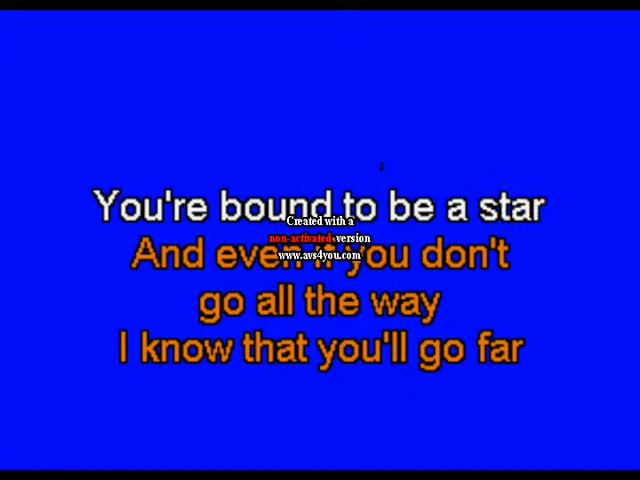 You're bound to be a star
Created with a
non-activated version
www.avs4you.com
And even if you don't
go all the way
I know that you'll go far